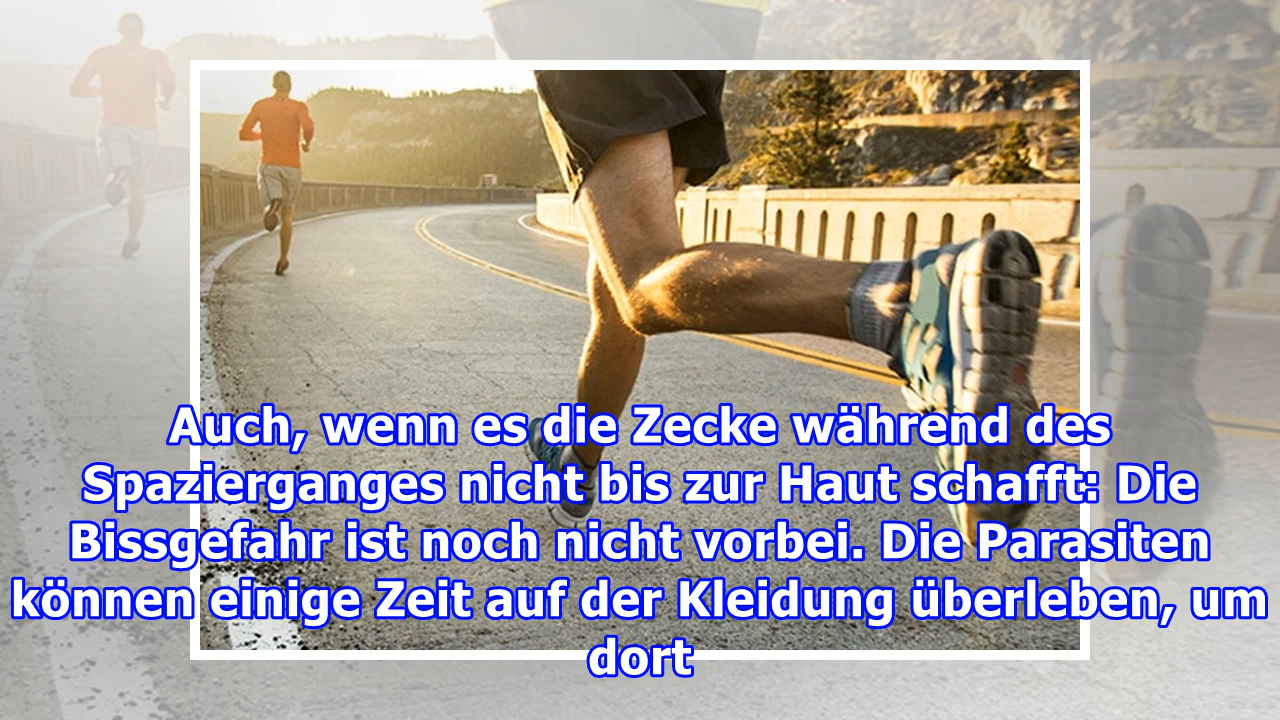 Auch, wenn es die Zecke während des
Spazierganges nicht bis zur Haut schafft: Die
Bissgefahr ist noch nicht vorbei. Die Parasiten
können einige Zeit auf der Kleidung überleben, um
dort